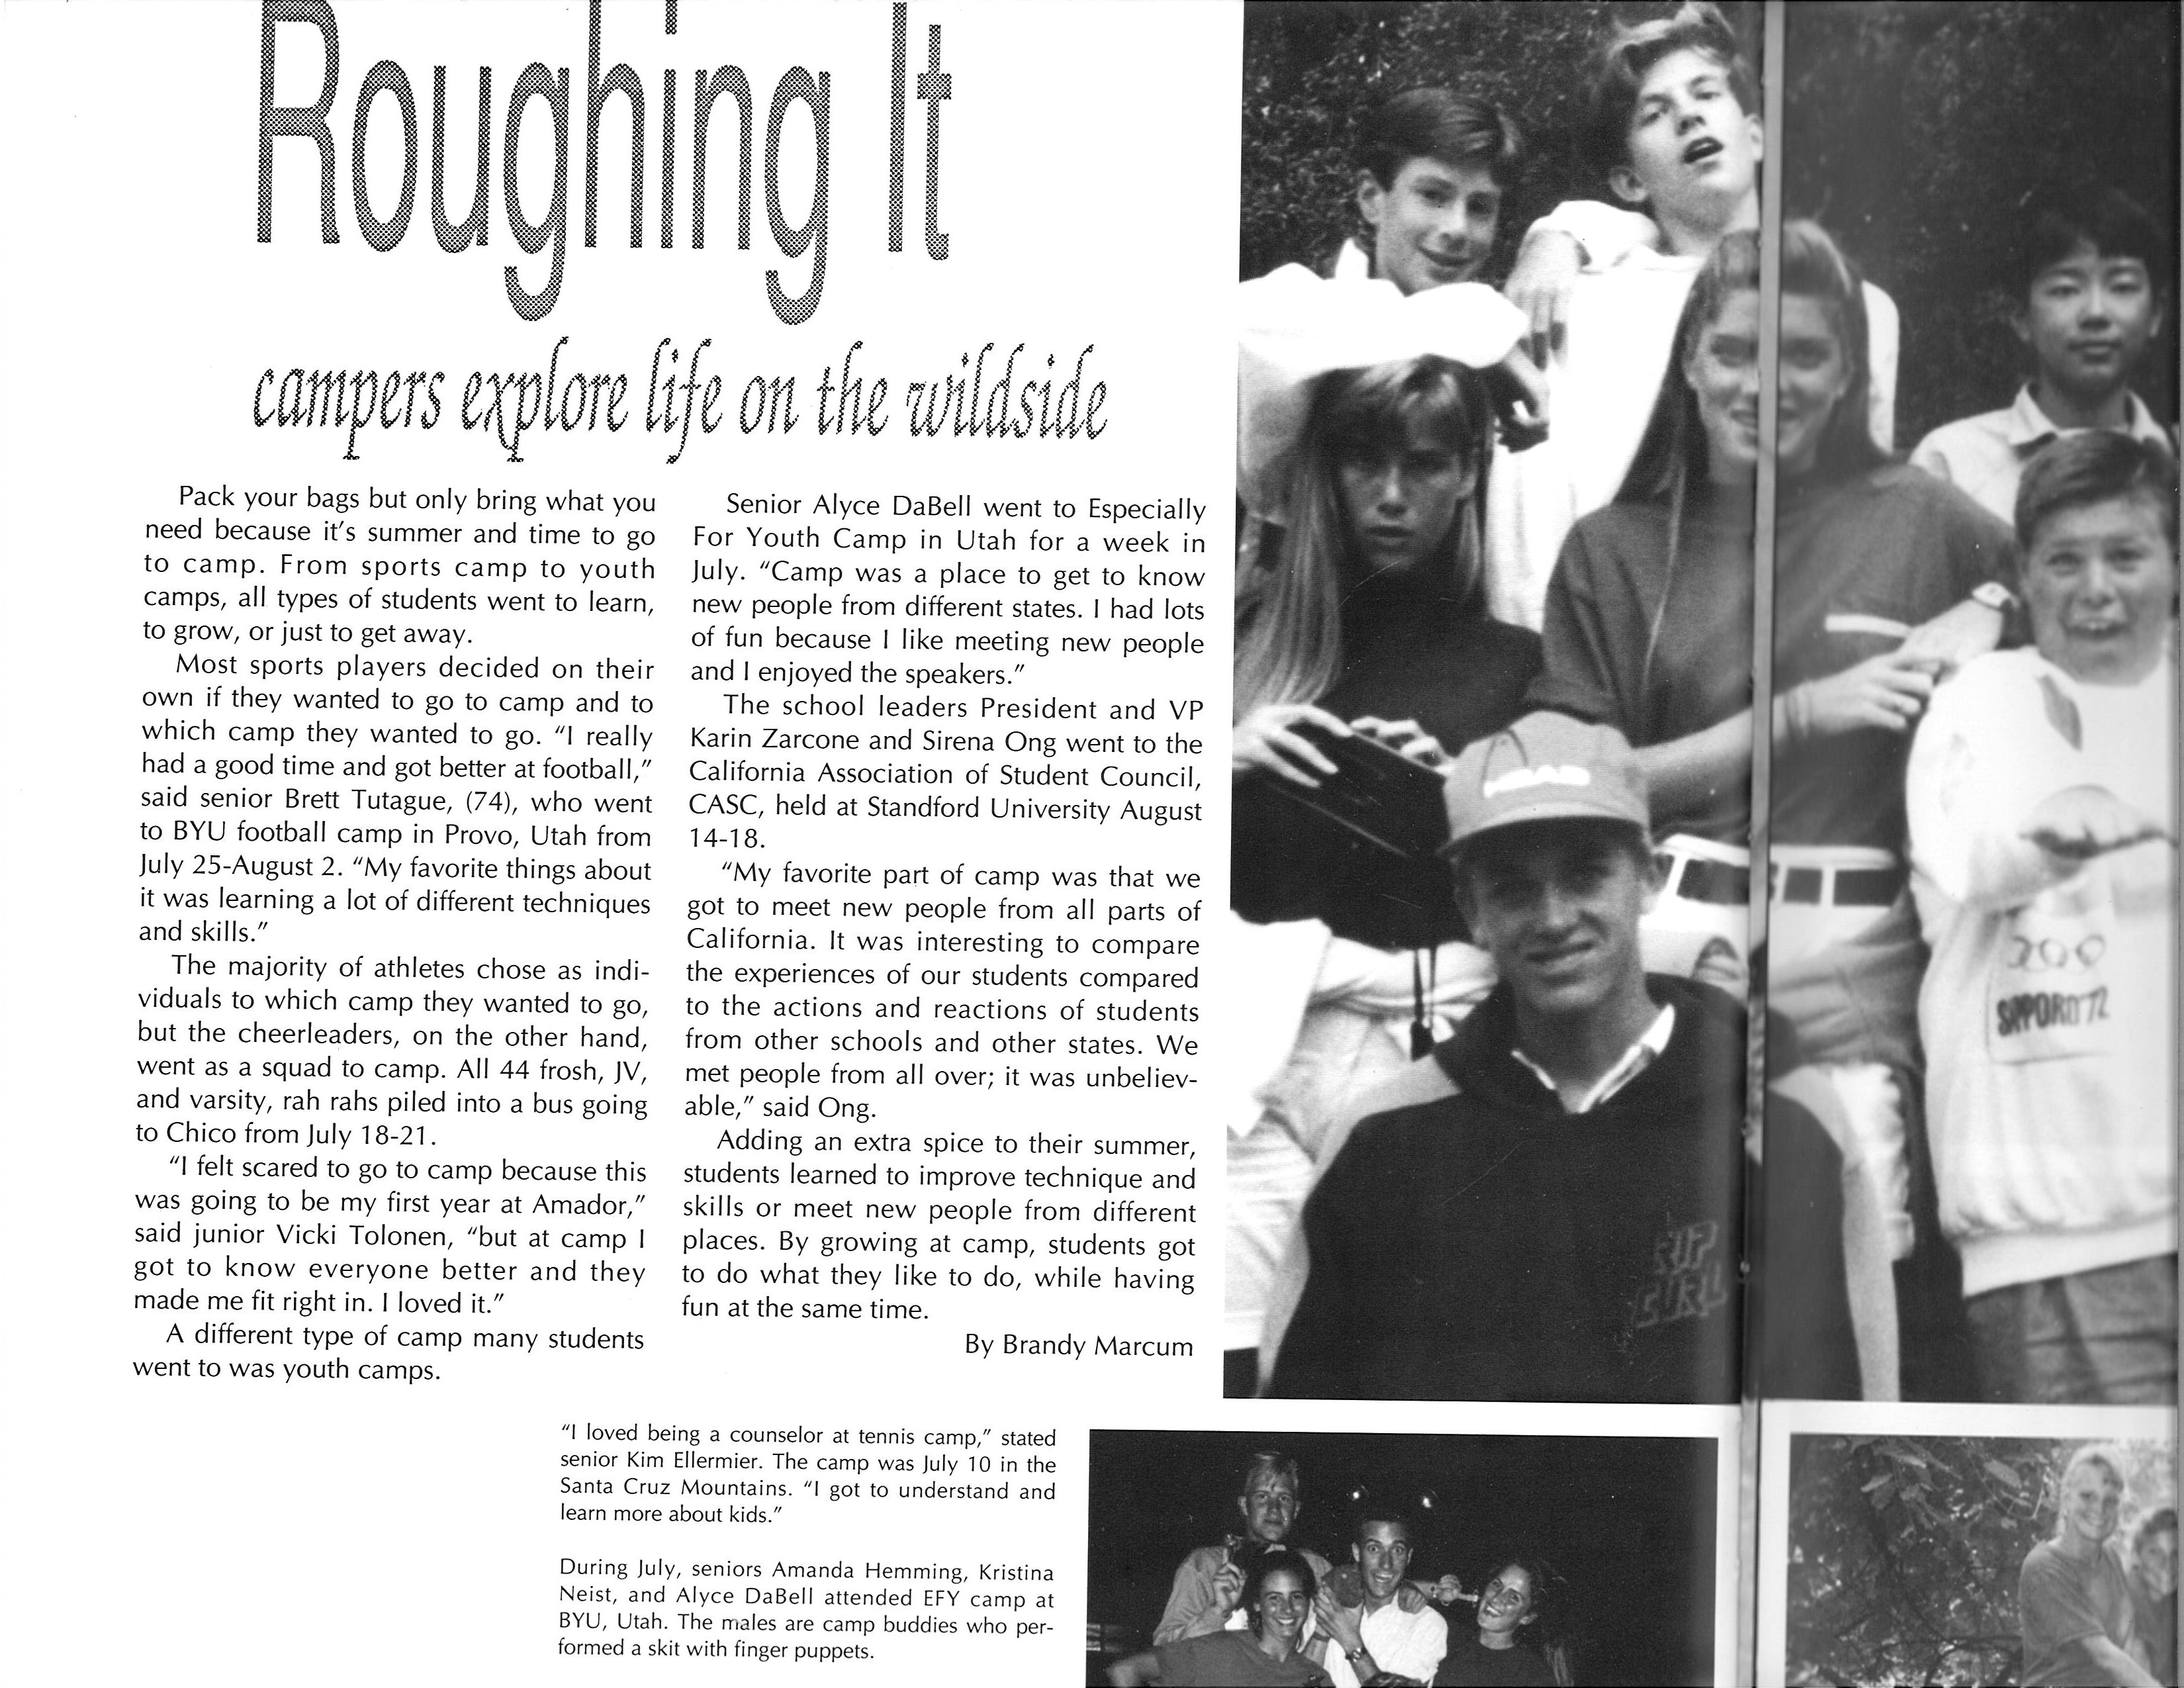 Roughing It
campers explore life on the wildside
Pack your bags but only bring what you
need because it's summer and time to go
to camp. From sports camp to youth
camps, all types of students went to learn,
to grow, or just to get away.
Most sports players decided on their
own if they wanted to go to camp and to
which camp they wanted to go. “I really
had a good time and got better at football,”
said senior Brett Tutague, (74), who went
to BYU football camp in Provo, Utah from
July 25-August 2. “My favorite things about
it was learning a lot of different techniques
and skills.”
The majority of athletes chose as indi-
viduals to which camp they wanted to go,
but the cheerleaders, on the other hand,
went as a squad to camp. All 44 frosh, JV,
and varsity, rah rahs piled into a bus going
to Chico from July 18-21.
“I felt scared to go to camp because this
was going to be my first year at Amador,”
said junior Vicki Tolonen, “but at camp I
got to know everyone better and they
made me fit right in. I loved it.”
A different type of camp many students
went to was youth camps.
Senior Alyce DaBell went to Especially
For Youth Camp in Utah for a week in
July. “Camp was a place to get to know
new people from different states. I had lots
of fun because I like meeting new people
and I enjoyed the speakers.”
The school leaders President and VP
Karin Zarcone and Sirena Ong went to the
California Association of Student Council,
CASC, held at Standford University August
14-18.
“My favorite part of camp was that we
got to meet new people from all parts of
California. It was interesting to compare
the experiences of our students compared
to the actions and reactions of students
from other schools and other states. We
met people from all over; it was unbeliev-
able,” said Ong.
Adding an extra spice to their summer,
students learned to improve technique and
skills or meet new people from different
places. By growing at camp, students got
to do what they like to do, while having
fun at the same time.
By Brandy Marcum
“I loved being a counselor at tennis camp,” stated
senior Kim Ellermier. The camp was July 10 in the
Santa Cruz Mountains. “I got to understand and
learn more about kids.”
During July, seniors Amanda Hemming, Kristina
Neist, and Alyce DaBell attended EFY camp at
BYU, Utah. The males are camp buddies who per-
formed a skit with finger puppets.
SAPPORO'72
RIP
CURL